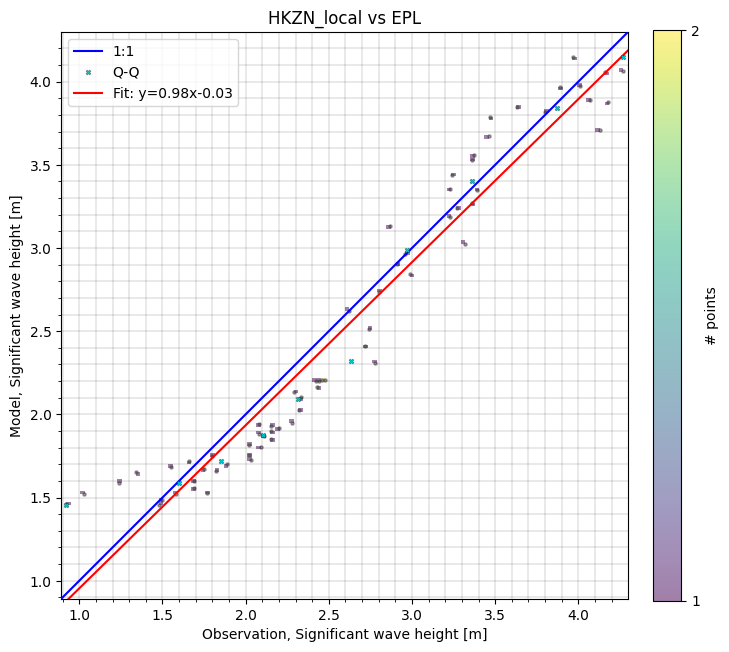 HKZN_local vs EPL
1:1
Q-Q
Fit: y=0.98x-0.03
Model, Significant wave height [m]
4.0
3.5
3.0
2.5
2.0
1.5
1.0
1.0 1.5 2.0 2.5 3.0 3.5 4.0
Observation, Significant wave height [m]
2
1
# points